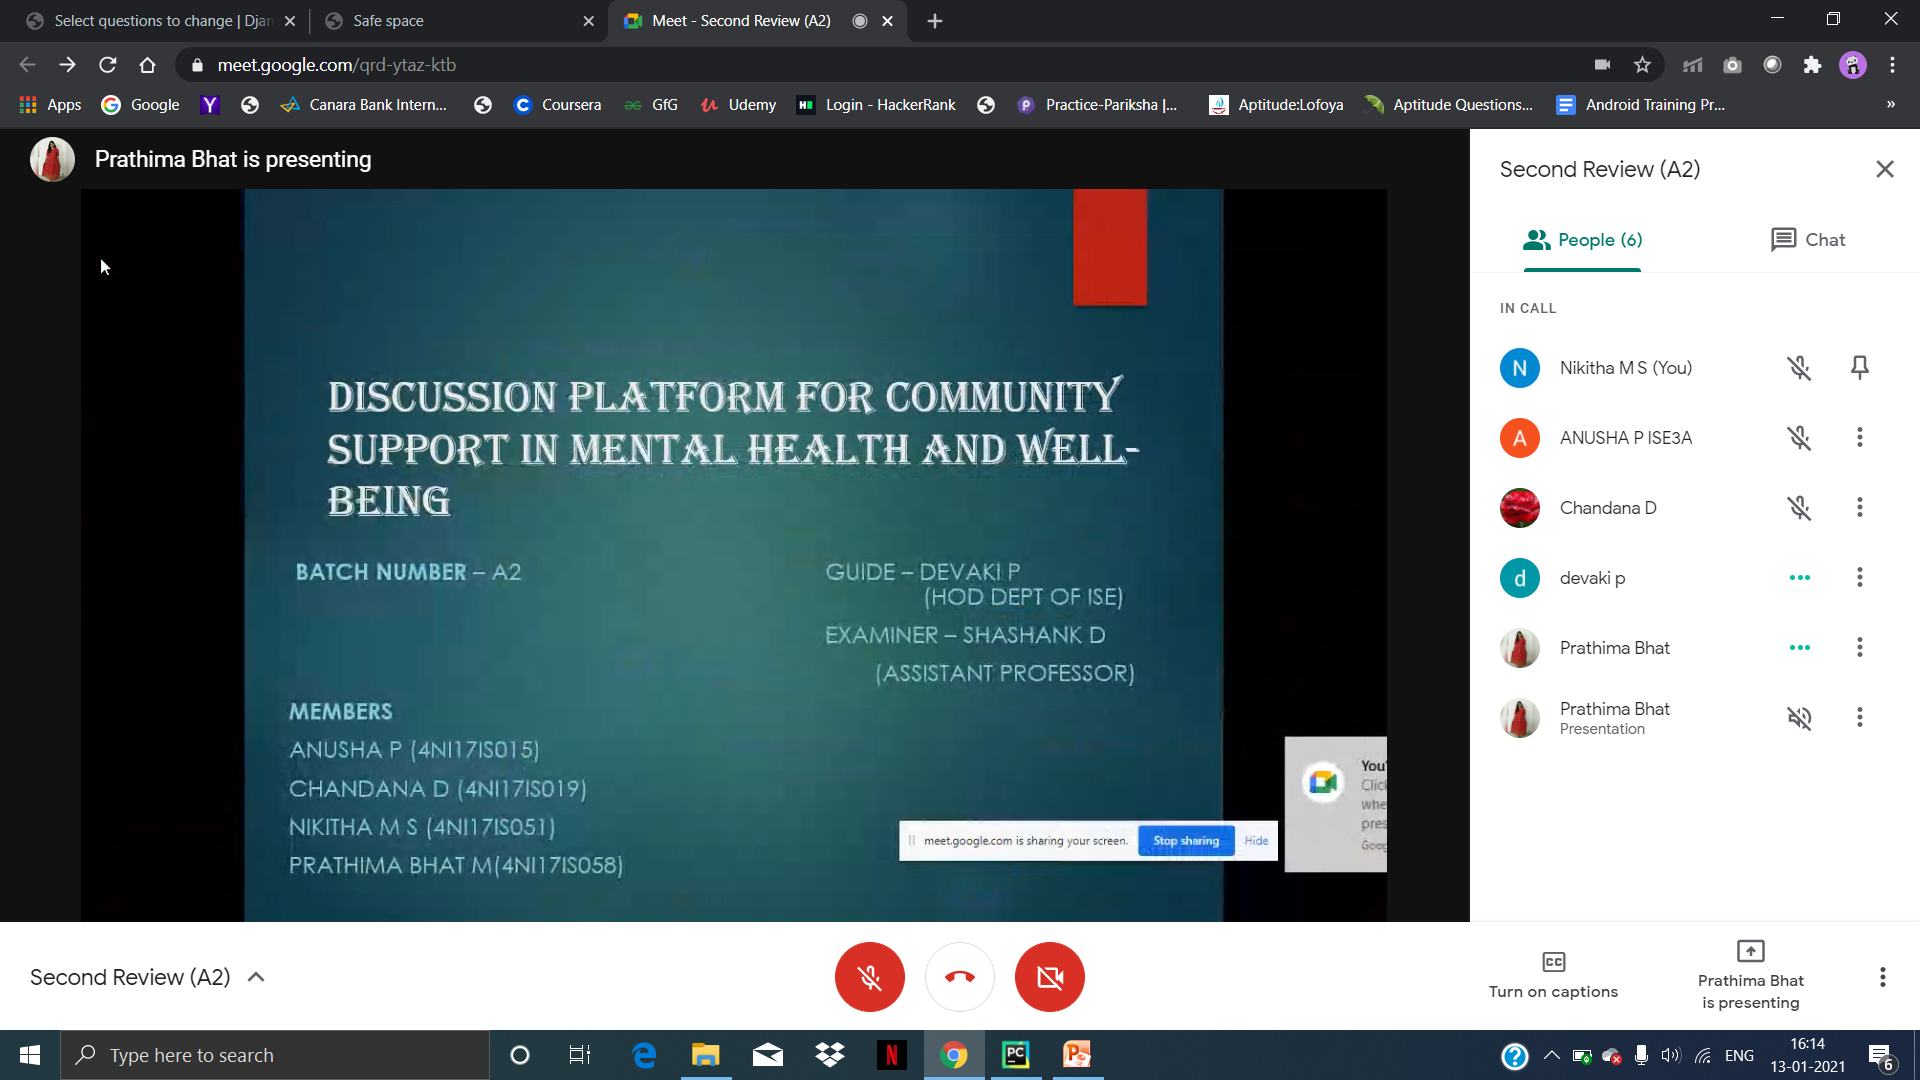 Select questions to change | Djan
Safe space
Meet - Second Review (A2)
meet.google.com/qrd-ytaz-ktb
Apps
Google
Canara Bank Intern...
Coursera
GfG
Udemy
Login - HackerRank
Practice-Pariksha |...
Aptitude:Lofoya
Aptitude Questions...
Android Training Pr...
»
Prathima Bhat is presenting
DISCUSSION PLATFORM FOR COMMUNITY
SUPPORT IN MENTAL HEALTH AND WELL-
BEING
BATCH NUMBER – A2
GUIDE – DEVAKI P
(HOD DEPT OF ISE)
EXAMINER – SHASHANK D
(ASSISTANT PROFESSOR)
MEMBERS
ANUSHA P (4NI17IS015)
CHANDANA D (4NI17IS019)
NIKITHA M S (4NI17IS051)
PRATHIMA BHAT M(4NI17IS058)
meet.google.com is sharing your screen.
Stop sharing
Hide
You'
Click
whe
pres
Goog
Second Review (A2)
People (6)
Chat
IN CALL
N
Nikitha M S (You)
A
ANUSHA P ISE3A
Chandana D
d
devaki p
Prathima Bhat
Prathima Bhat
Presentation
Second Review (A2)
CC
Turn on captions
Prathima Bhat
is presenting
Type here to search
N
PC
P
ENG
16:14
13-01-2021
6